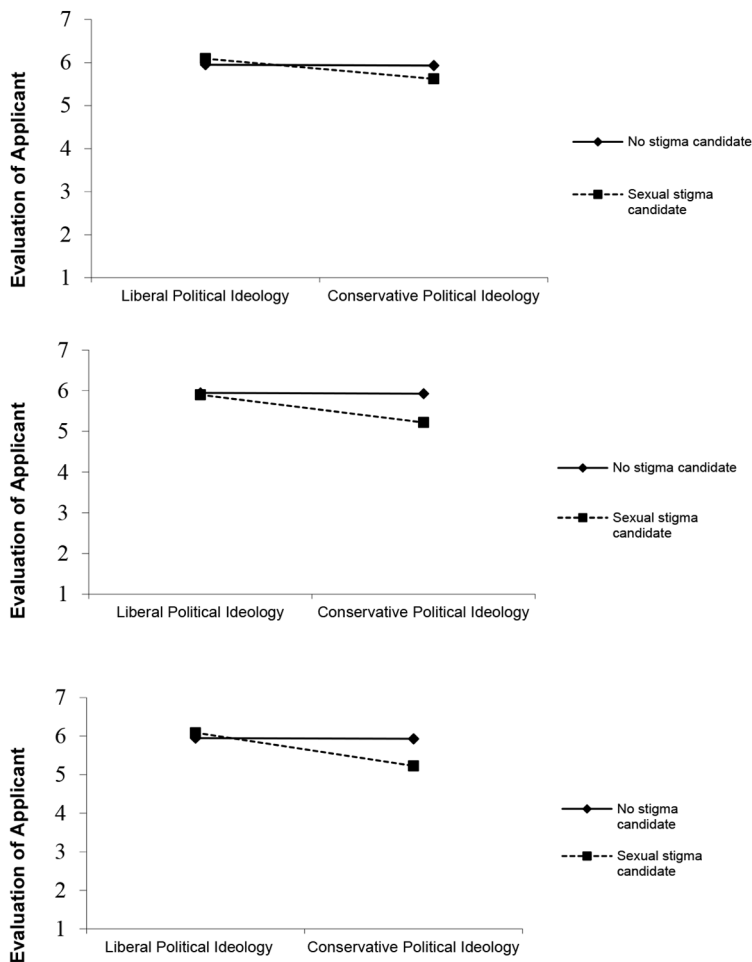 Evaluation of Applicant
7
6
5
4
3
2
1
Liberal Political Ideology
Conservative Political Ideology
No stigma candidate
Sexual stigma
candidate
Evaluation of Applicant
7
6
5
4
3
2
1
Liberal Political Ideology
Conservative Political Ideology
No stigma candidate
Sexual stigma
candidate
Evaluation of Applicant
7
6
5
4
3
2
1
Liberal Political Ideology
Conservative Political Ideology
No stigma
candidate
Sexual stigma
candidate